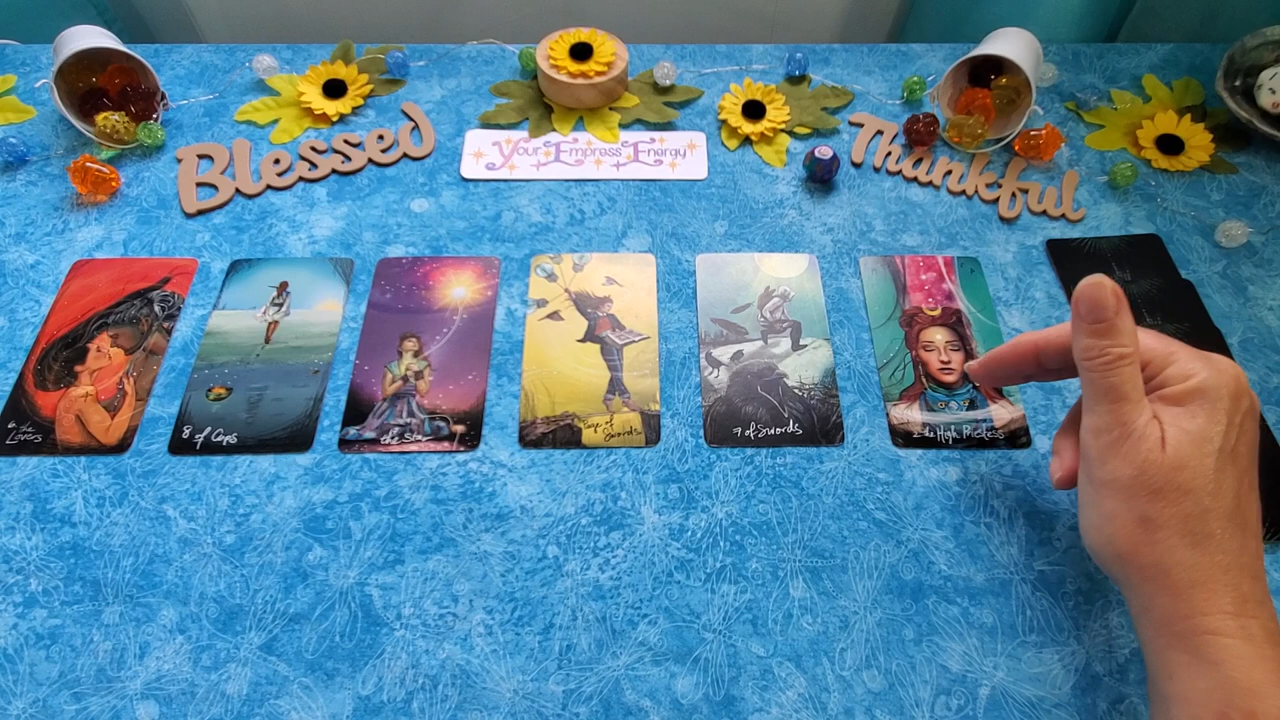 Blessed
Your Empress Energy
Thankful
6 the
Lovers
8 of Cups
the Star
Page of
Swords
7 of Swords
2 the High Priestess